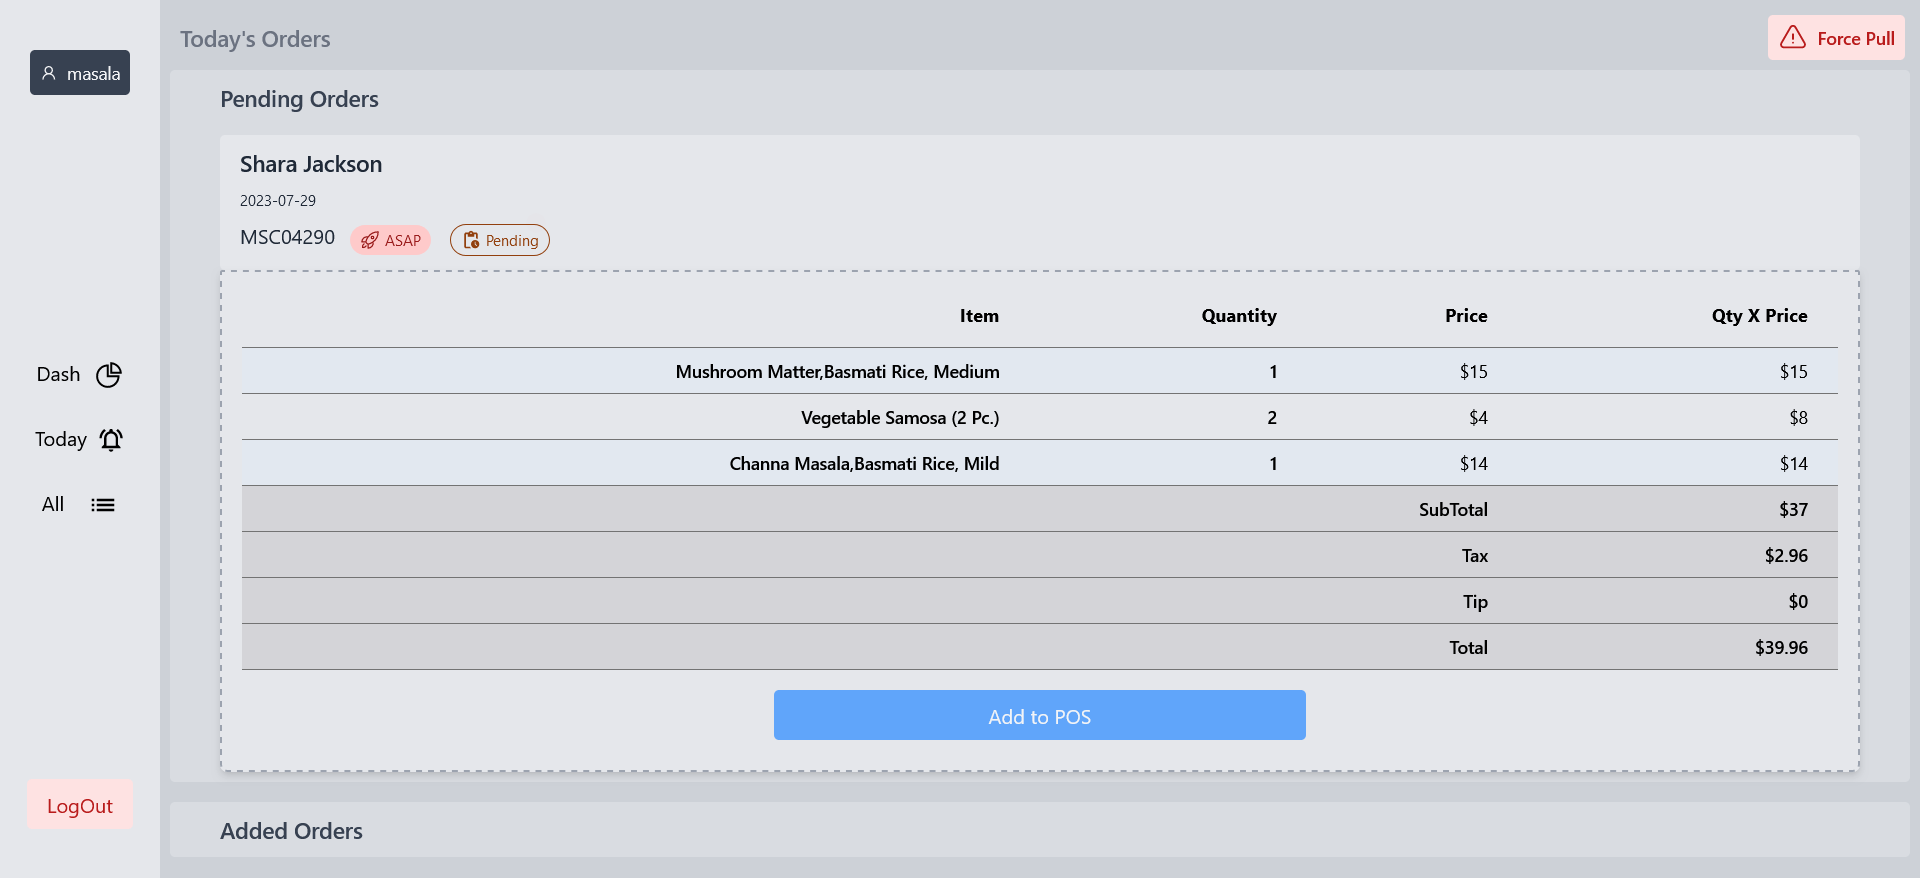 masala
Dash
Today
All
LogOut
Today's Orders
Force Pull
Pending Orders
Shara Jackson
2023-07-29
MSC04290 ASAP Pending
Item Quantity Price Qty X Price
Mushroom Matter,Basmati Rice, Medium 1 $15 $15
Vegetable Samosa (2 Pc.) 2 $4 $8
Channa Masala,Basmati Rice, Mild 1 $14 $14
SubTotal $37
Tax $2.96
Tip $0
Total $39.96
Add to POS
Added Orders